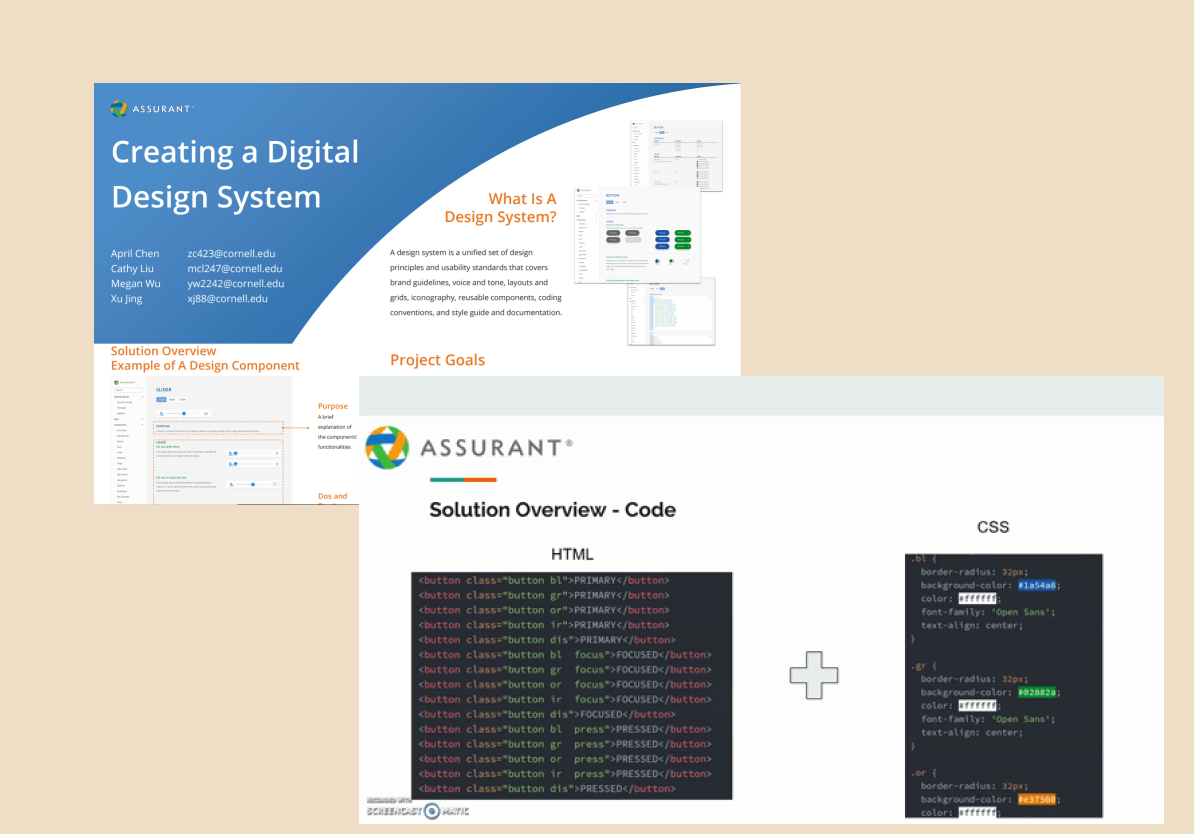 ASSURANT
Creating a Digital
Design System
April Chen zc423@cornell.edu
Cathy Liu mcl247@cornell.edu
Megan Wu yw2242@cornell.edu
Xu Jing xj88@cornell.edu
What Is A
Design System?
A design system is a unified set of design
principles and usability standards that covers
brand guidelines, voice and tone, layouts and
grids, iconography, reusable components, coding
conventions, and style guide and documentation.
BUTTON
BUTTON
Solution Overview
Example of A Design Component
Project Goals
SLIDER
PURPOSE
USAGE
Purpose
A brief
explanation of
the components'
functionalities
Dos and
ASSURANT®
Solution Overview - Code
HTML
<button class="button bl">PRIMARY</button>
<button class="button gr">PRIMARY</button>
<button class="button or">PRIMARY</button>
<button class="button ir">PRIMARY</button>
<button class="button dis">PRIMARY</button>
<button class="button bl  focus">FOCUSED</button>
<button class="button gr  focus">FOCUSED</button>
<button class="button or  focus">FOCUSED</button>
<button class="button ir  focus">FOCUSED</button>
<button class="button dis">FOCUSED</button>
<button class="button bl  press">PRESSED</button>
<button class="button gr  press">PRESSED</button>
<button class="button or  press">PRESSED</button>
<button class="button ir  press">PRESSED</button>
<button class="button dis">PRESSED</button>
CSS
.bl {
border-radius: 32px;
background-color: #1a54a8;
color: #ffffff;
font-family: 'Open Sans';
text-align: center;
}
.gr {
border-radius: 32px;
background-color: #02882a;
color: #ffffff;
font-family: 'Open Sans';
text-align: center;
}
.or {
border-radius: 32px;
background-color: #e37500;
color: #ffffff;
RECORDED WITH
SCREENCAST MATIC